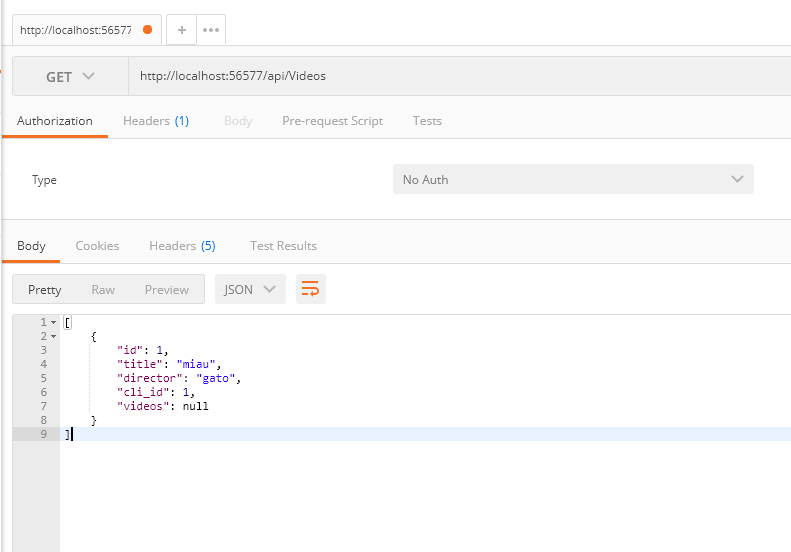 http://localhost:56577
GET http://localhost:56577/api/Videos
Authorization Headers (1) Body Pre-request Script Tests
Type No Auth
Body Cookies Headers (5) Test Results
Pretty Raw Preview JSON
1 [
2 {
3 "id": 1,
4 "title": "miau",
5 "director": "gato",
6 "cli_id": 1,
7 "videos": null
8 }
9 ]